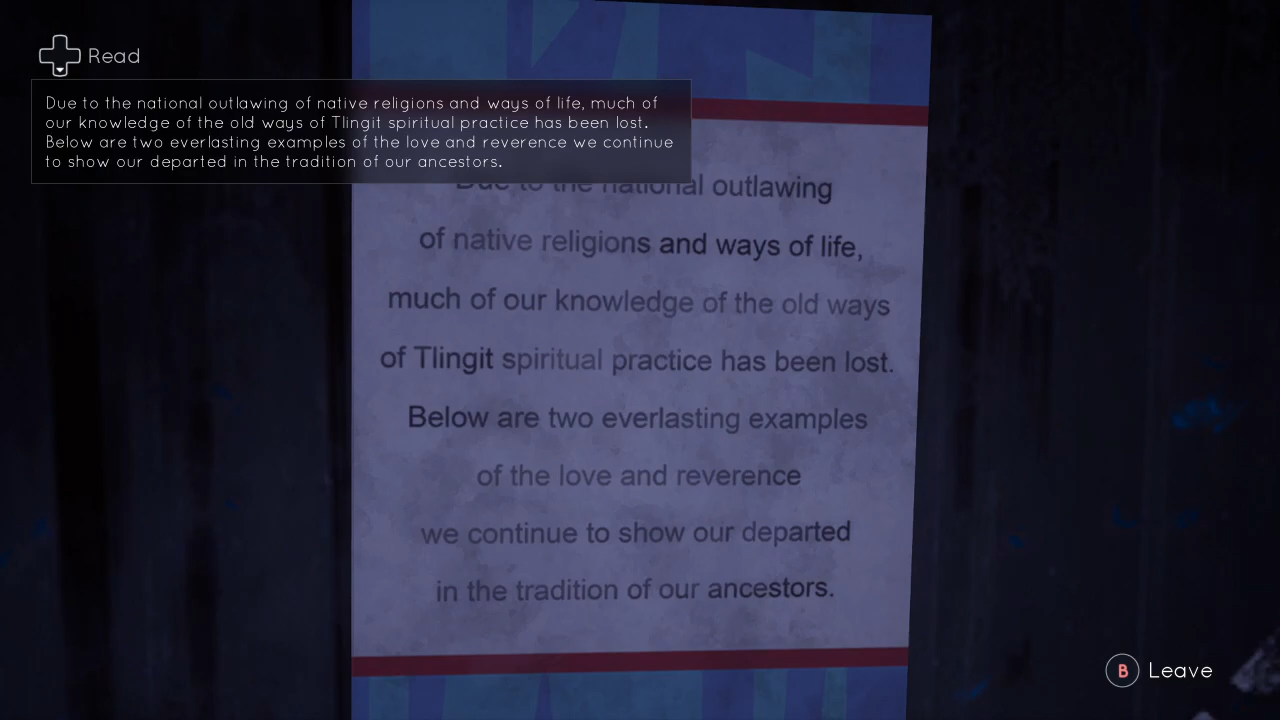 Read
Due to the national outlawing of native religions and ways of life, much of
our knowledge of the old ways of Tlingit spiritual practice has been lost.
Below are two everlasting examples of the love and reverence we continue
to show our departed in the tradition of our ancestors.
Due to the national outlawing
of native religions and ways of life,
much of our knowledge of the old ways
of Tlingit spiritual practice has been lost.
Below are two everlasting examples
of the love and reverence
we continue to show our departed
in the tradition of our ancestors.
B Leave